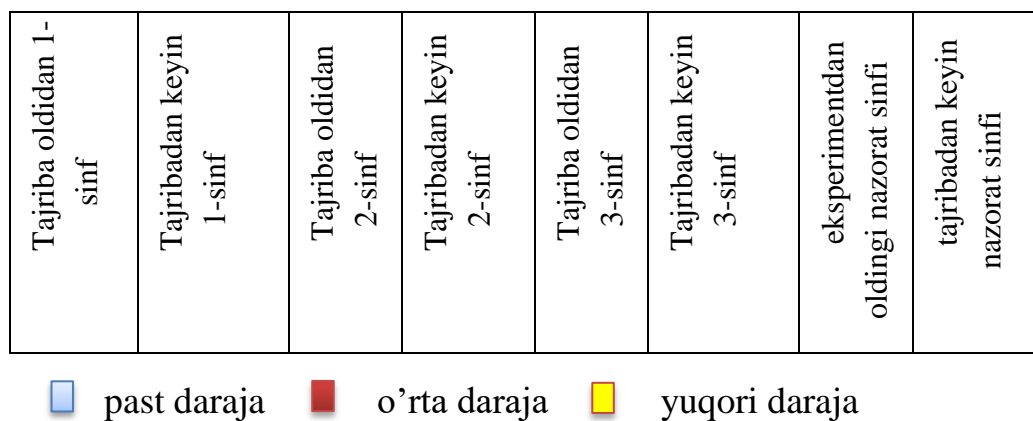 Tajriba oldidan 1-
sinf
Tajribadan keyin
1-sinf
Tajriba oldidan
2-sinf
Tajribadan keyin
2-sinf
Tajriba oldidan
3-sinf
Tajribadan keyin
3-sinf
eksperimentdan
oldingi nazorat sinfi
tajribadan keyin
nazorat sinfi
past daraja o’rta daraja yuqori daraja